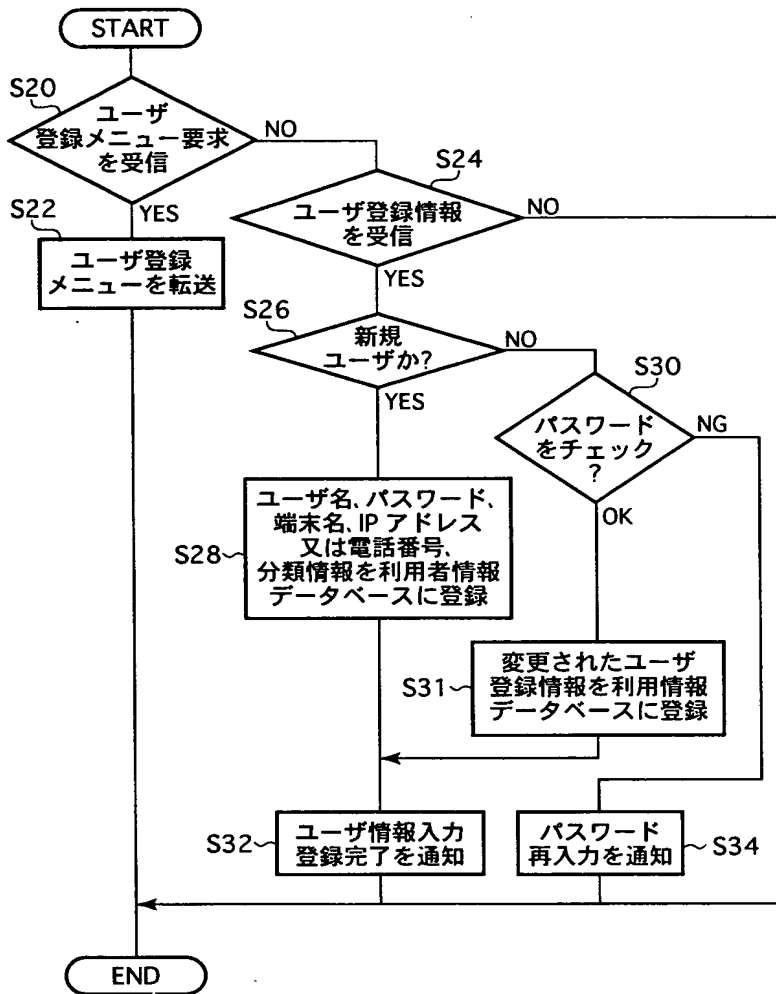 START
S20
ユーザ
登録メニュー要求
を受信
NO
YES
S22
ユーザ登録
メニューを転送
S24
ユーザ登録情報
を受信
NO
YES
S26
新規
ユーザか?
NO
YES
S30
パスワード
をチェック
?
NG
OK
S28
ユーザ名、パスワード、
端末名、IP アドレス
又は電話番号、
分類情報を利用者情報
データベースに登録
S31
変更されたユーザ
登録情報を利用情報
データベースに登録
S32
ユーザ情報入力
登録完了を通知
パスワード
再入力を通知
S34
END